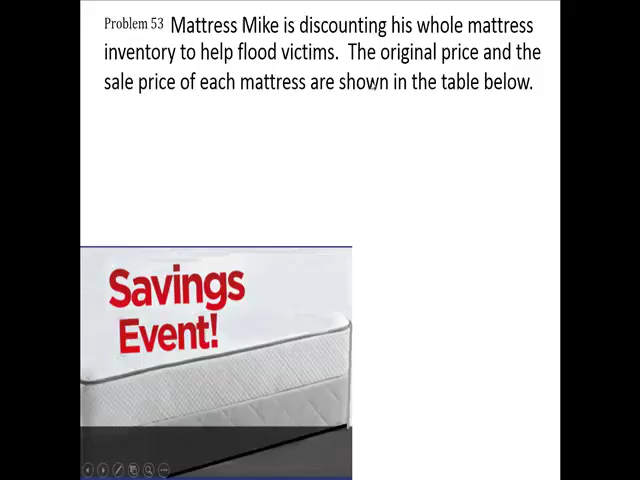 Problem 53 Mattress Mike is discounting his whole mattress
inventory to help flood victims. The original price and the
sale price of each mattress are shown in the table below.
Savings
Event!